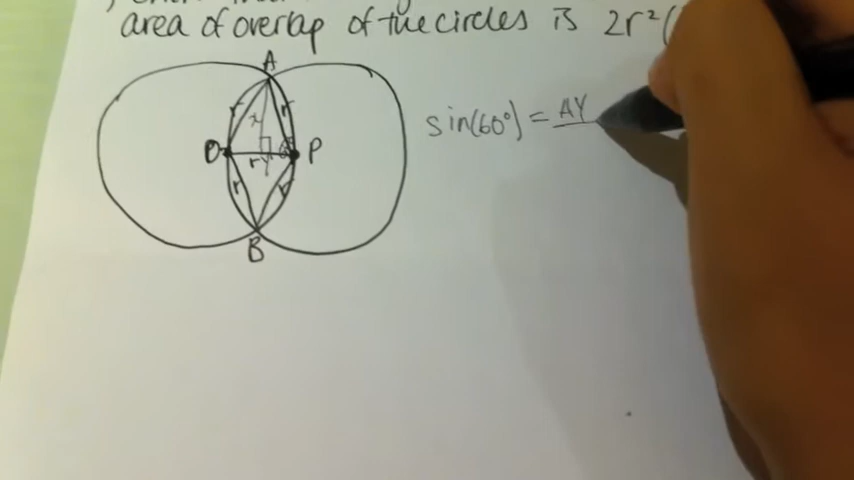 area of overlap of the circles is 2r² (
A
r r
x
O r Y P
r r
B
sin(60°) = AY